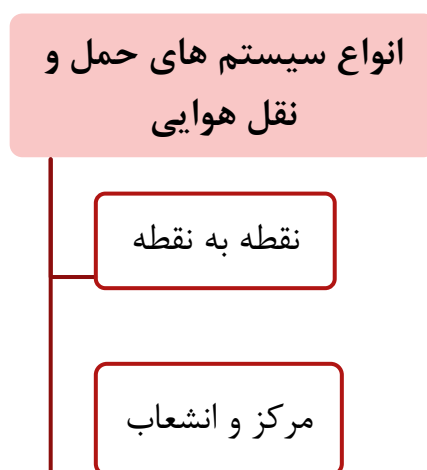 انواع سیستم های حمل و
نقل هوایی
نقطه به نقطه
مرکز و انشعاب